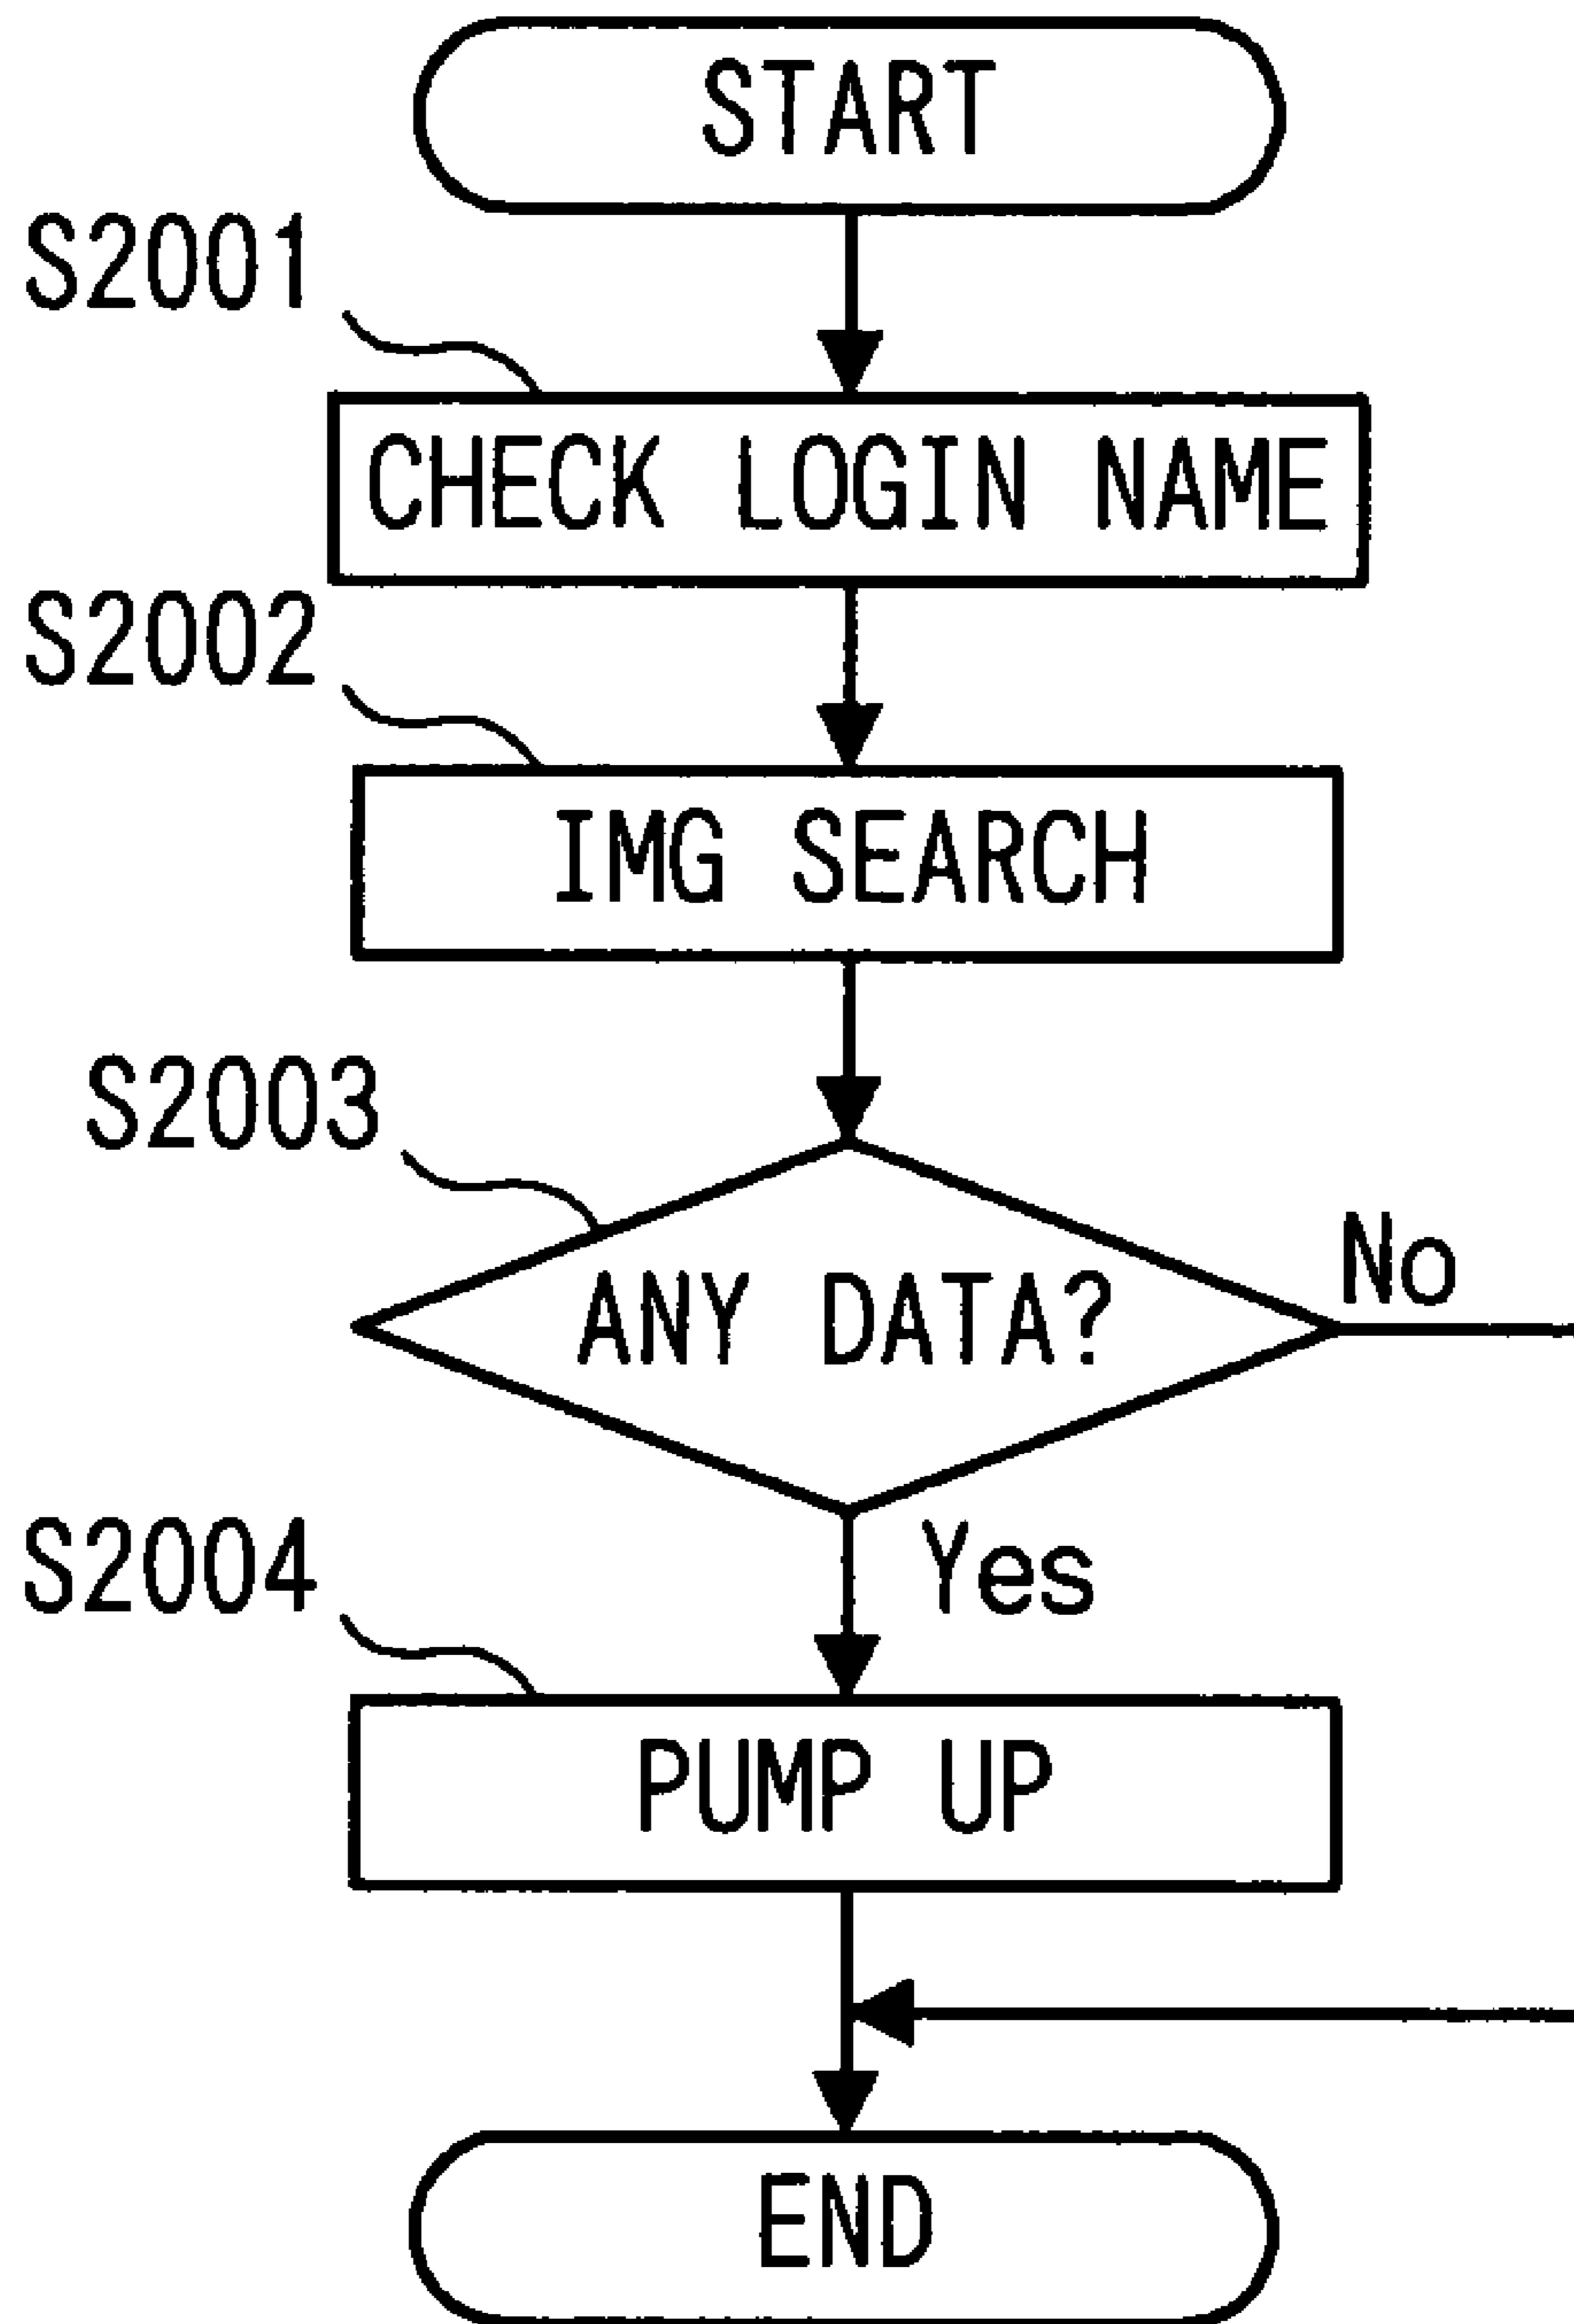 START
S2001
CHECK LOGIN NAME
S2002
IMG SEARCH
S2003
ANY DATA?
No
Yes
S2004
PUMP UP
END